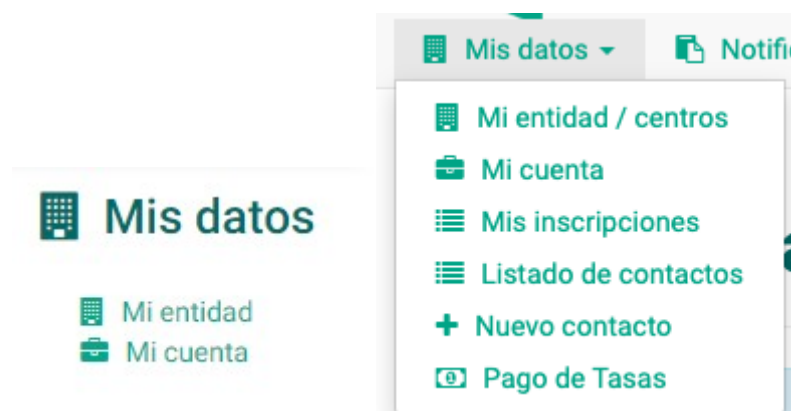 Mis datos
Mi entidad
Mi cuenta
Mis datos
Mi entidad / centros
Mi cuenta
Mis inscripciones
Listado de contactos
Nuevo contacto
Pago de Tasas